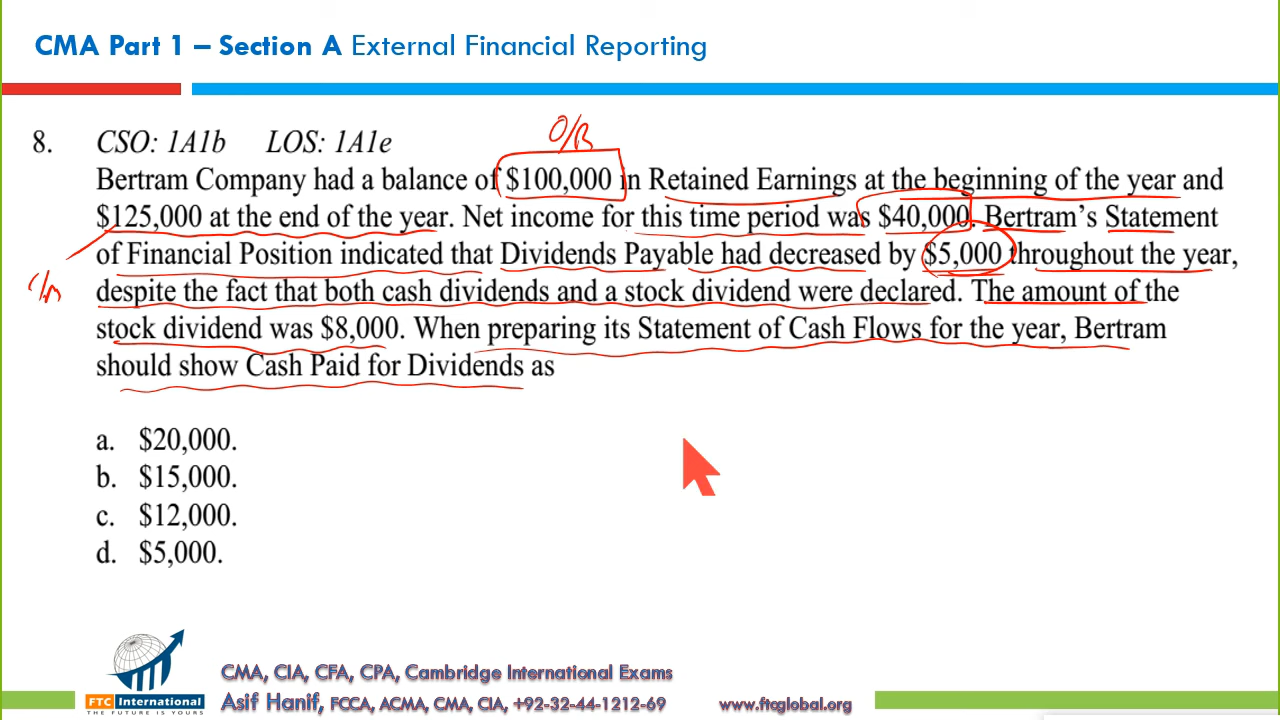 CMA Part 1 – Section A External Financial Reporting
8. CSO: 1A1b LOS: 1A1e
O/B
Bertram Company had a balance of $100,000 in Retained Earnings at the beginning of the year and
$125,000 at the end of the year. Net income for this time period was $40,000. Bertram's Statement
of Financial Position indicated that Dividends Payable had decreased by $5,000 throughout the year,
despite the fact that both cash dividends and a stock dividend were declared. The amount of the
stock dividend was $8,000. When preparing its Statement of Cash Flows for the year, Bertram
should show Cash Paid for Dividends as
a. $20,000.
b. $15,000.
c. $12,000.
d. $5,000.
FTC International
THE FUTURE IS YOURS
CMA, CIA, CFA, CPA, Cambridge International Exams
Asif Hanif, FCCA, ACMA, CMA, CIA, +92-32-44-1212-69 www.ftcglobal.org